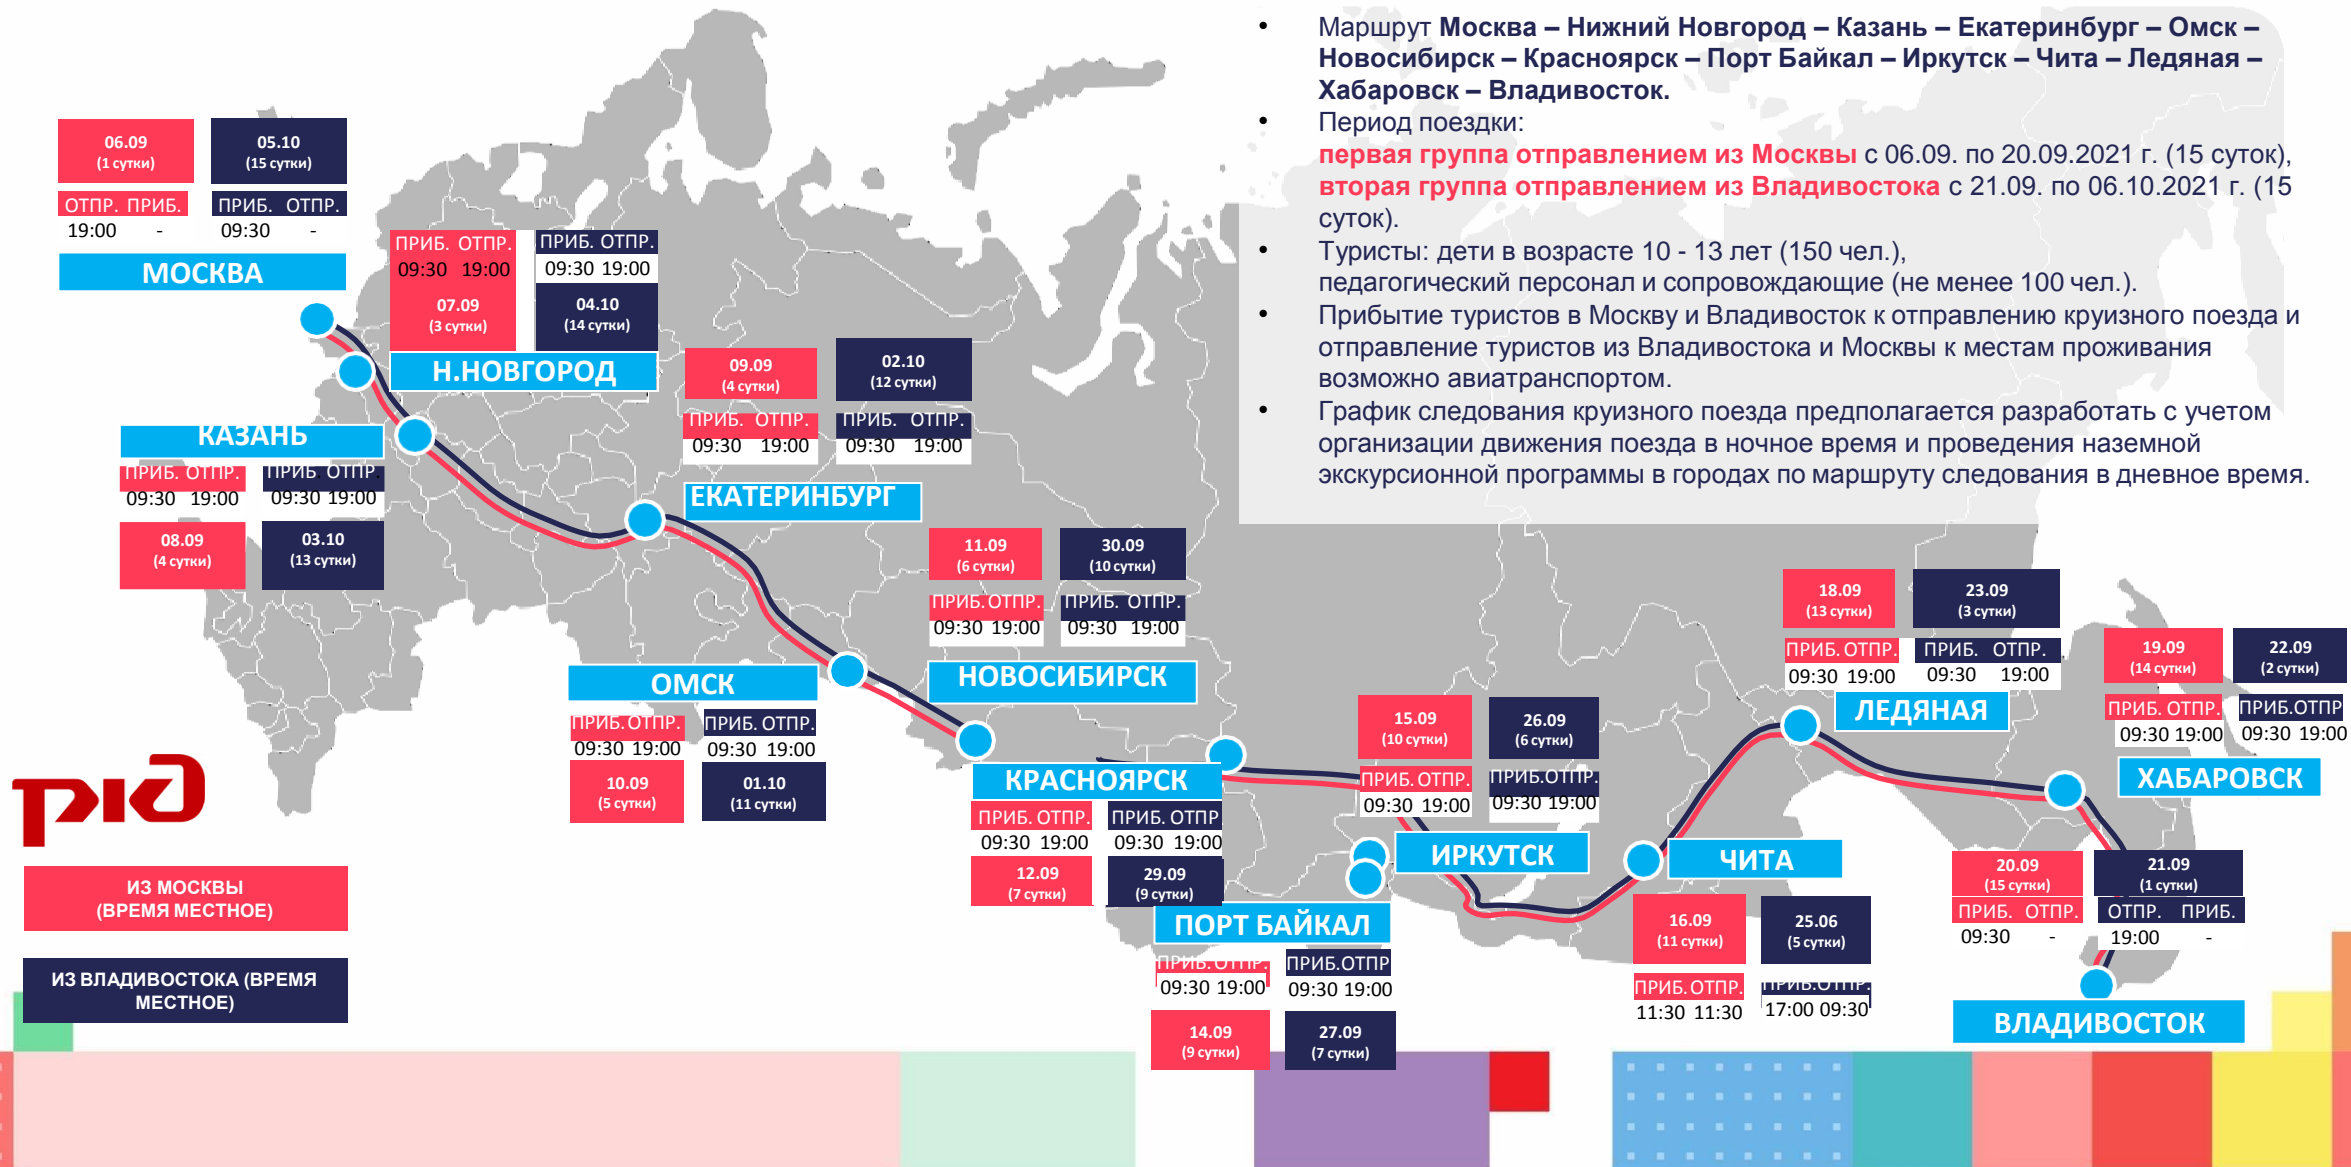 • Маршрут Москва – Нижний Новгород – Казань – Екатеринбург – Омск –
Новосибирск – Красноярск – Порт Байкал – Иркутск – Чита – Ледяная –
Хабаровск – Владивосток.
• Период поездки:
первая группа отправлением из Москвы с 06.09. по 20.09.2021 г. (15 суток),
вторая группа отправлением из Владивостока с 21.09. по 06.10.2021 г. (15
суток).
• Туристы: дети в возрасте 10 - 13 лет (150 чел.),
педагогический персонал и сопровождающие (не менее 100 чел.).
• Прибытие туристов в Москву и Владивосток к отправлению круизного поезда и
отправление туристов из Владивостока и Москвы к местам проживания
возможно авиатранспортом.
• График следования круизного поезда предполагается разработать с учетом
организации движения поезда в ночное время и проведения наземной
экскурсионной программы в городах по маршруту следования в дневное время.
06.09 05.10
(1 сутки) (15 сутки)
ОТПР. ПРИБ. ПРИБ. ОТПР.
19:00 - 09:30 -
МОСКВА
ПРИБ. ОТПР. ПРИБ. ОТПР.
09:30 19:00 09:30 19:00
07.09 04.10
(3 сутки) (14 сутки)
Н.НОВГОРОД
КАЗАНЬ
ПРИБ. ОТПР. ПРИБ ОТПР.
09:30 19:00 09:30 19:00
08.09 03.10
(4 сутки) (13 сутки)
09.09 02.10
(4 сутки) (12 сутки)
ПРИБ. ОТПР. ПРИБ. ОТПР.
09:30 19:00 09:30 19:00
ЕКАТЕРИНБУРГ
ОМСК
ПРИБ. ОТПР. ПРИБ. ОТПР.
09:30 19:00 09:30 19:00
10.09 01.10
(5 сутки) (11 сутки)
11.09 30.09
(6 сутки) (10 сутки)
ПРИБ. ОТПР. ПРИБ. ОТПР.
09:30 19:00 09:30 19:00
НОВОСИБИРСК
КРАСНОЯРСК
ПРИБ. ОТПР. ПРИБ. ОТПР.
09:30 19:00 09:30 19:00
12.09 29.09
(7 сутки) (9 сутки)
ПОРТ БАЙКАЛ
ПРИБ. ОТПР. ПРИБ.ОТПР
09:30 19:00 09:30 19:00
14.09 27.09
(9 сутки) (7 сутки)
15.09 26.09
(10 сутки) (6 сутки)
ПРИБ. ОТПР. ПРИБ.ОТПР.
09:30 19:00 09:30 19:00
ИРКУТСК
ЧИТА
16.09 25.06
(11 сутки) (5 сутки)
ПРИБ. ОТПР. ПРИБ.ОТПР.
11:30 11:30 17:00 09:30
18.09 23.09
(13 сутки) (3 сутки)
ПРИБ. ОТПР. ПРИБ. ОТПР.
09:30 19:00 09:30 19:00
ЛЕДЯНАЯ
19.09 22.09
(14 сутки) (2 сутки)
ПРИБ. ОТПР. ПРИБ.ОТПР
09:30 19:00 09:30 19:00
ХАБАРОВСК
20.09 21.09
(15 сутки) (1 сутки)
ПРИБ. ОТПР. ОТПР. ПРИБ.
09:30 - 19:00 -
ВЛАДИВОСТОК
ржд
ИЗ МОСКВЫ
(ВРЕМЯ МЕСТНОЕ)
ИЗ ВЛАДИВОСТОКА (ВРЕМЯ
МЕСТНОЕ)